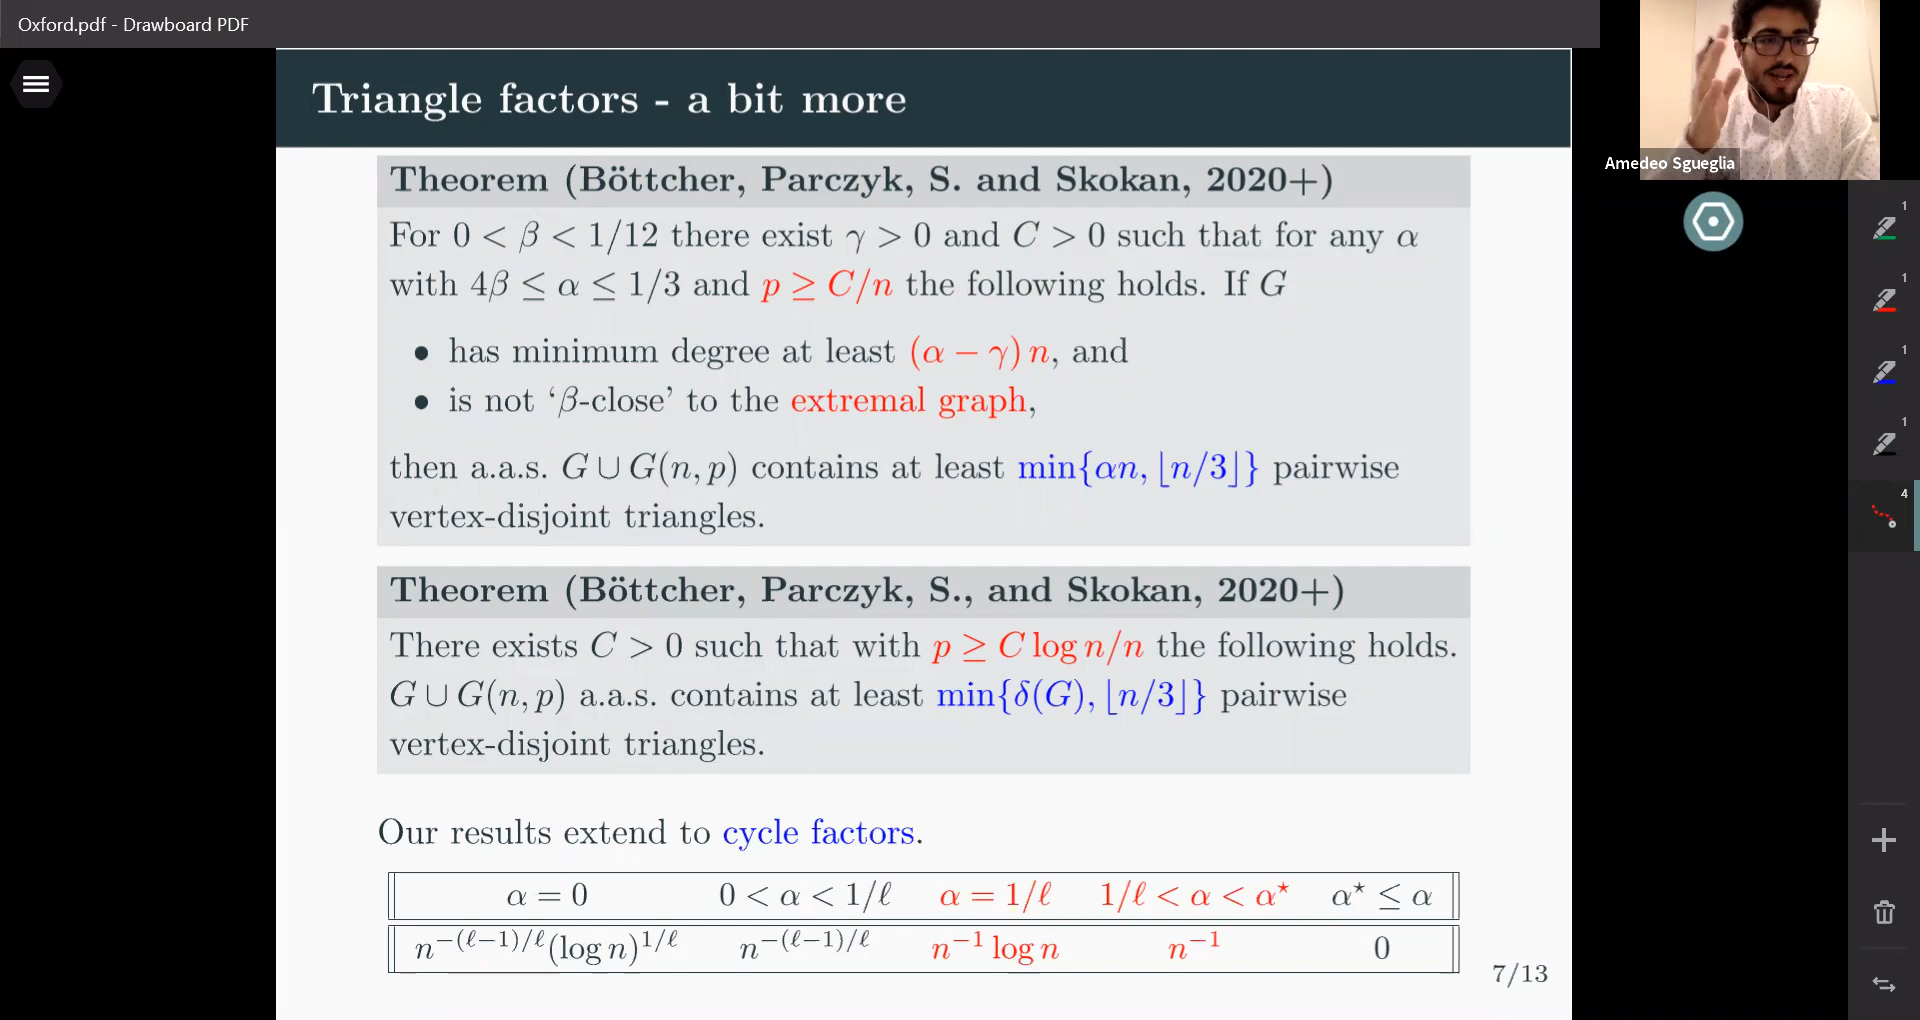 Oxford.pdf - Drawboard PDF
Triangle factors - a bit more
Amedeo Sgueglia
Theorem (Böttcher, Parczyk, S. and Skokan, 2020+)
For 0 < β < 1/12 there exist γ > 0 and C > 0 such that for any α
with 4β ≤ α ≤ 1/3 and p ≥ C/n the following holds. If G
• has minimum degree at least (α − γ) n, and
• is not ‘β-close’ to the extremal graph,
then a.a.s. G ∪ G(n, p) contains at least min{αn, ⌊n/3⌋} pairwise
vertex-disjoint triangles.
Theorem (Böttcher, Parczyk, S., and Skokan, 2020+)
There exists C > 0 such that with p ≥ C log n/n the following holds.
G ∪ G(n, p) a.a.s. contains at least min{δ(G), ⌊n/3⌋} pairwise
vertex-disjoint triangles.
Our results extend to cycle factors.
α = 0 0 < α < 1/ℓ α = 1/ℓ 1/ℓ < α < α* α* ≤ α
n^{−(ℓ−1)/ℓ}(log n)^{1/ℓ} n^{−(ℓ−1)/ℓ} n^{−1} log n n^{−1} 0
7/13
1
1
1
1
4